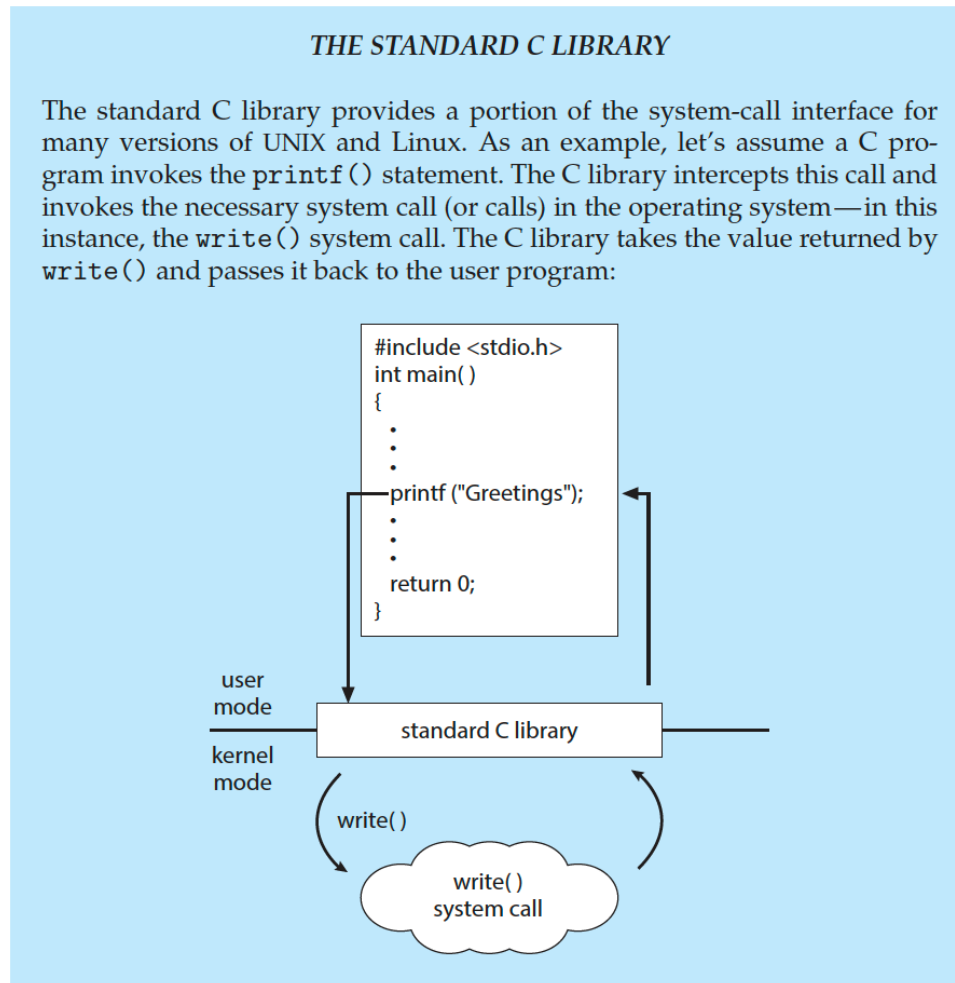 THE STANDARD C LIBRARY
The standard C library provides a portion of the system-call interface for
many versions of UNIX and Linux. As an example, let's assume a C pro-
gram invokes the printf() statement. The C library intercepts this call and
invokes the necessary system call (or calls) in the operating system—in this
instance, the write() system call. The C library takes the value returned by
write() and passes it back to the user program:
#include <stdio.h>
int main( )
{
.
.
.
printf ("Greetings");
.
.
.
return 0;
}
user
mode
standard C library
kernel
mode
write( )
write( )
system call